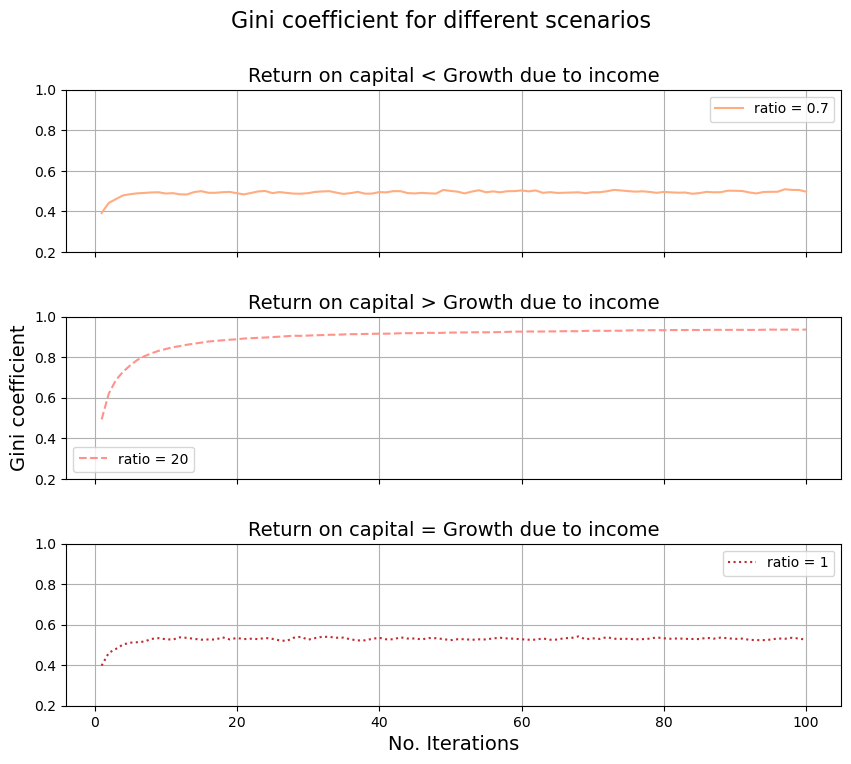 Gini coefficient for different scenarios
Return on capital < Growth due to income
1.0
0.8
0.6
0.4
0.2
ratio = 0.7
Return on capital > Growth due to income
1.0
0.8
0.6
0.4
0.2
ratio = 20
Gini coefficient
Return on capital = Growth due to income
1.0
0.8
0.6
0.4
0.2
ratio = 1
0 20 40 60 80 100
No. Iterations